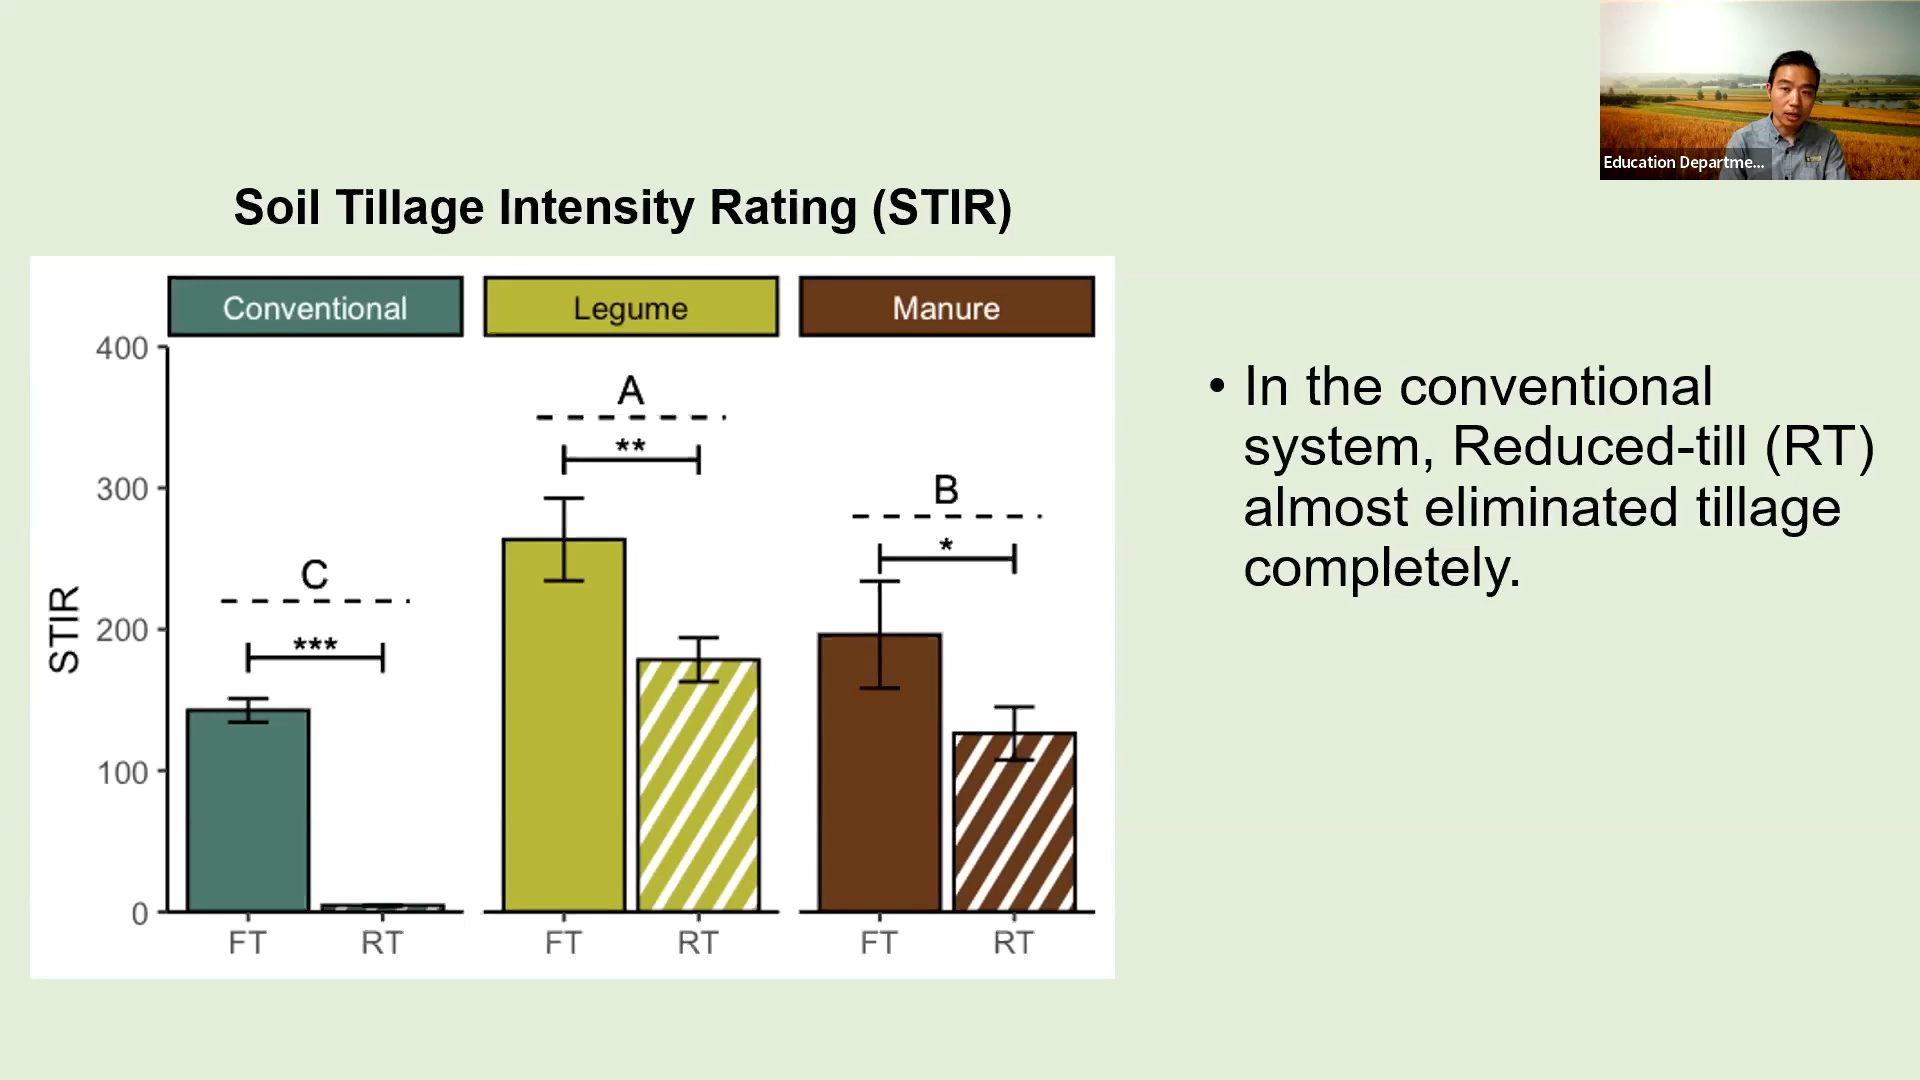 Education Departme...
Soil Tillage Intensity Rating (STIR)
Conventional
Legume
Manure
STIR
400
300
200
100
0
C
***
A
**
B
*
FT
RT
FT
RT
FT
RT
• In the conventional
system, Reduced-till (RT)
almost eliminated tillage
completely.